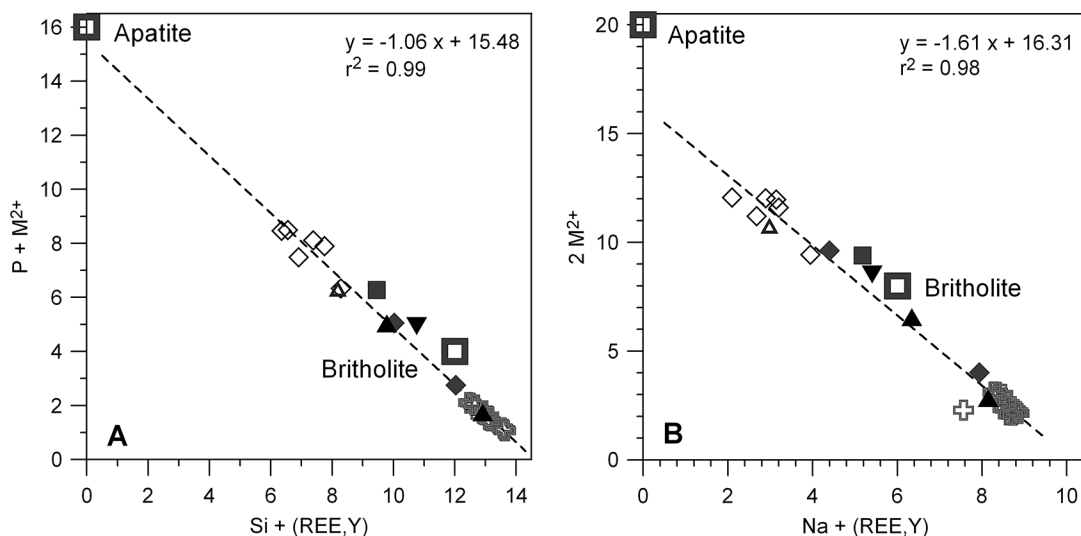 16
14
12
10
8
6
4
2
0
P + M²⁺
Apatite
y = -1.06 x + 15.48
r² = 0.99
Britholite
A
0 2 4 6 8 10 12 14
Si + (REE,Y)
20
15
10
5
0
2 M²⁺
Apatite
y = -1.61 x + 16.31
r² = 0.98
Britholite
B
0 2 4 6 8 10
Na + (REE,Y)